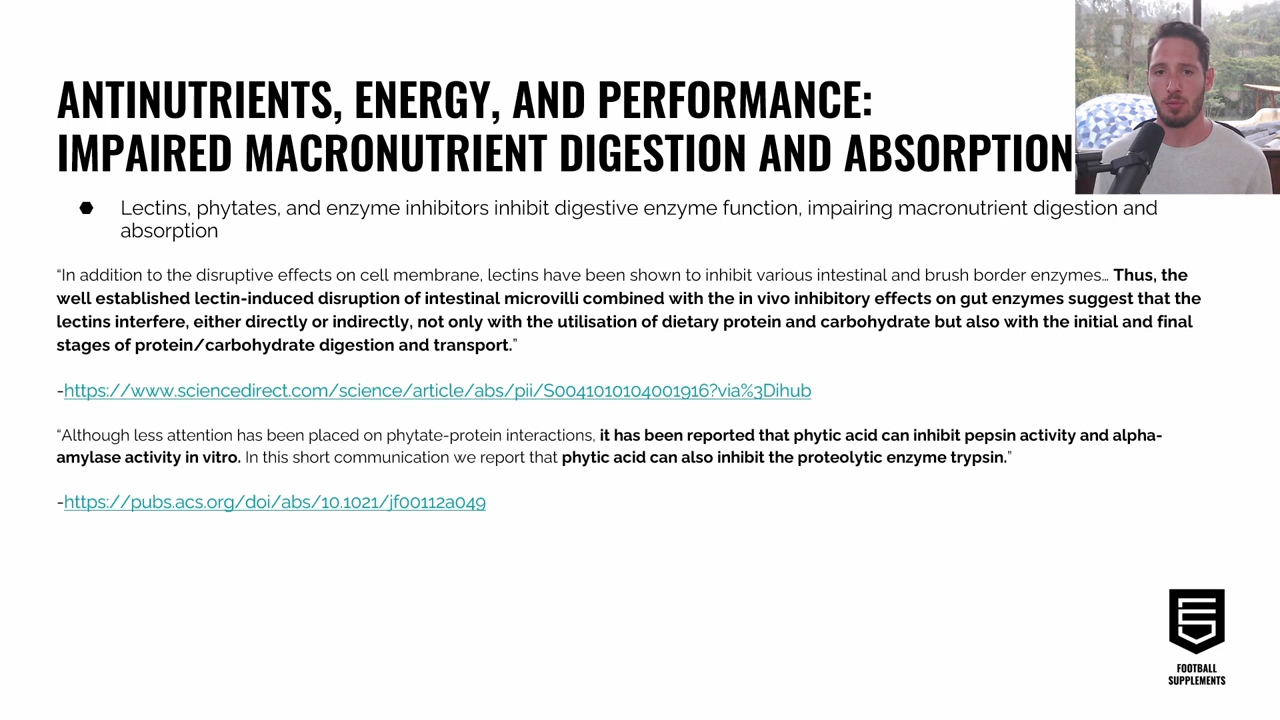 ANTINUTRIENTS, ENERGY, AND PERFORMANCE:
IMPAIRED MACRONUTRIENT DIGESTION AND ABSORPTION
Lectins, phytates, and enzyme inhibitors inhibit digestive enzyme function, impairing macronutrient digestion and
absorption
“In addition to the disruptive effects on cell membrane, lectins have been shown to inhibit various intestinal and brush border enzymes… Thus, the
well established lectin-induced disruption of intestinal microvilli combined with the in vivo inhibitory effects on gut enzymes suggest that the
lectins interfere, either directly or indirectly, not only with the utilisation of dietary protein and carbohydrate but also with the initial and final
stages of protein/carbohydrate digestion and transport.”
-https://www.sciencedirect.com/science/article/abs/pii/S0041010104001916?via%3Dihub
“Although less attention has been placed on phytate-protein interactions, it has been reported that phytic acid can inhibit pepsin activity and alpha-
amylase activity in vitro. In this short communication we report that phytic acid can also inhibit the proteolytic enzyme trypsin.”
-https://pubs.acs.org/doi/abs/10.1021/jf00112a049
FOOTBALL
SUPPLEMENTS